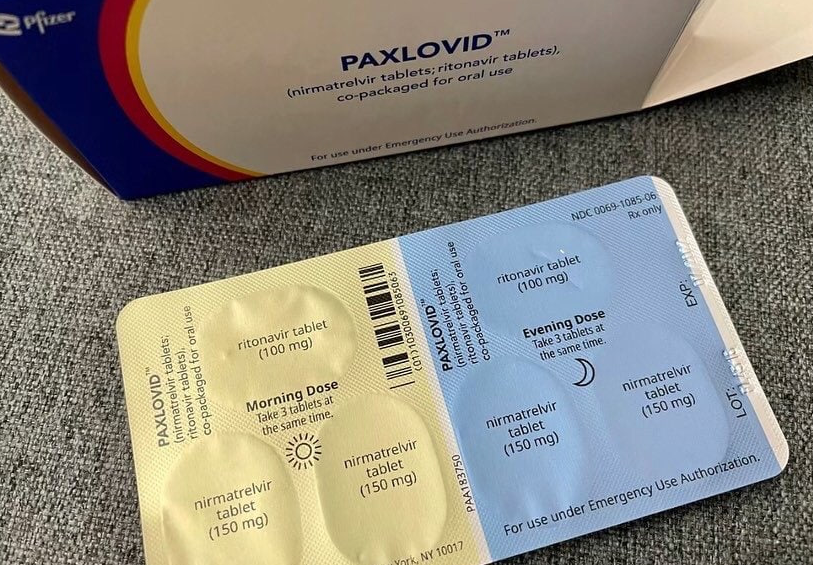 Pfizer
PAXLOVID™
(nirmatrelvir tablets; ritonavir tablets),
co-packaged for oral use
For use under Emergency Use Authorization.
PAXLOVID™
(nirmatrelvir tablets;
ritonavir tablets),
co-packaged for oral use
ritonavir tablet
(100 mg)
Morning Dose
Take 3 tablets at
the same time.
nirmatrelvir
tablet
(150 mg)
nirmatrelvir
tablet
(150 mg)
York, NY 10017
(01)10300691085063
PAA182750
PAXLOVID™
(nirmatrelvir tablets;
ritonavir tablets),
co-packaged for oral use
NDC 0069-1085-06
Rx only
ritonavir tablet
(100 mg)
Evening Dose
Take 3 tablets at
the same time.
nirmatrelvir
tablet
(150 mg)
nirmatrelvir
tablet
(150 mg)
For use under Emergency Use Authorization.
EXP:
LOT: